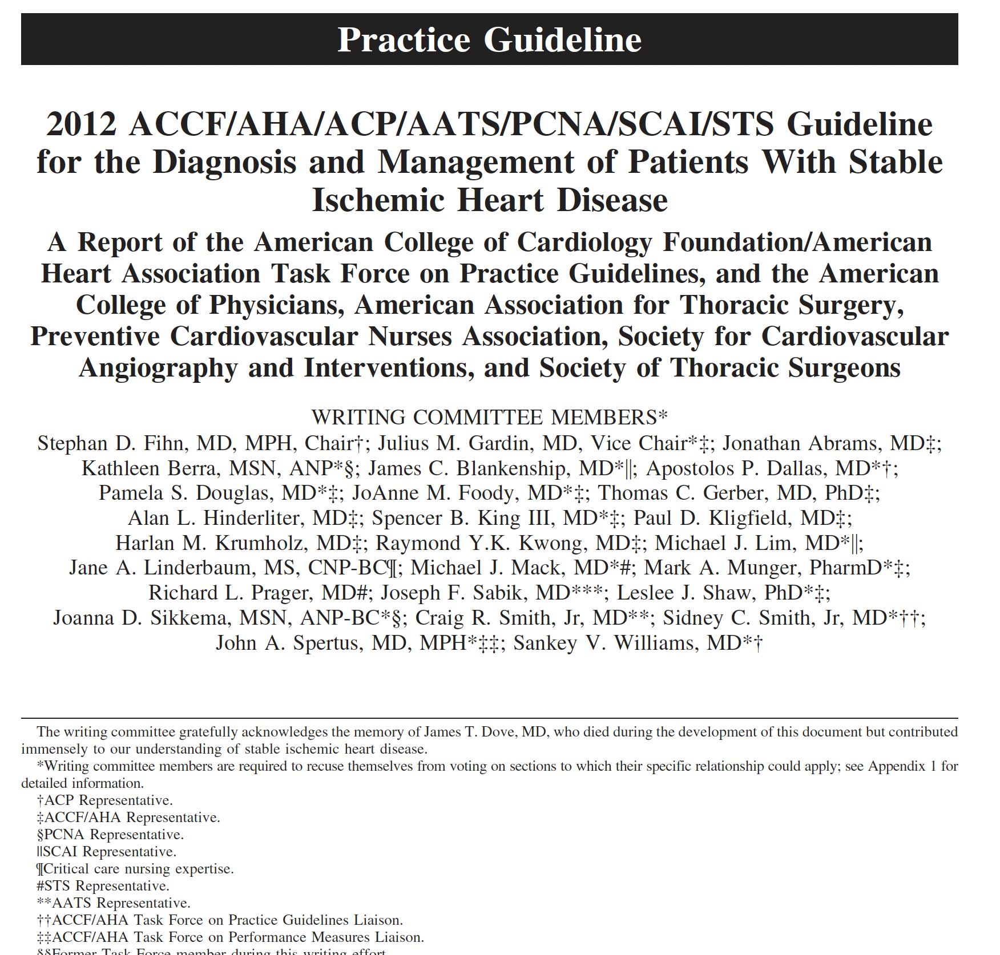 Practice Guideline
2012 ACCF/AHA/ACP/AATS/PCNA/SCAI/STS Guideline
for the Diagnosis and Management of Patients With Stable
Ischemic Heart Disease
A Report of the American College of Cardiology Foundation/American
Heart Association Task Force on Practice Guidelines, and the American
College of Physicians, American Association for Thoracic Surgery,
Preventive Cardiovascular Nurses Association, Society for Cardiovascular
Angiography and Interventions, and Society of Thoracic Surgeons
WRITING COMMITTEE MEMBERS*
Stephan D. Fihn, MD, MPH, Chair†; Julius M. Gardin, MD, Vice Chair*‡; Jonathan Abrams, MD‡;
Kathleen Berra, MSN, ANP*§; James C. Blankenship, MD*||; Apostolos P. Dallas, MD*†;
Pamela S. Douglas, MD*‡; JoAnne M. Foody, MD*‡; Thomas C. Gerber, MD, PhD‡;
Alan L. Hinderliter, MD‡; Spencer B. King III, MD*‡; Paul D. Kligfield, MD‡;
Harlan M. Krumholz, MD‡; Raymond Y.K. Kwong, MD‡; Michael J. Lim, MD*||;
Jane A. Linderbaum, MS, CNP-BC¶; Michael J. Mack, MD*#; Mark A. Munger, PharmD*‡;
Richard L. Prager, MD#; Joseph F. Sabik, MD***; Leslee J. Shaw, PhD*‡;
Joanna D. Sikkema, MSN, ANP-BC*§; Craig R. Smith, Jr, MD**; Sidney C. Smith, Jr, MD*††;
John A. Spertus, MD, MPH*‡‡; Sankey V. Williams, MD*†
The writing committee gratefully acknowledges the memory of James T. Dove, MD, who died during the development of this document but contributed
immensely to our understanding of stable ischemic heart disease.
*Writing committee members are required to recuse themselves from voting on sections to which their specific relationship could apply; see Appendix 1 for
detailed information.
†ACP Representative.
‡ACCF/AHA Representative.
§PCNA Representative.
||SCAI Representative.
¶Critical care nursing expertise.
#STS Representative.
**AATS Representative.
††ACCF/AHA Task Force on Practice Guidelines Liaison.
‡‡ACCF/AHA Task Force on Performance Measures Liaison.
§§Former Task Force member during this writing effort.